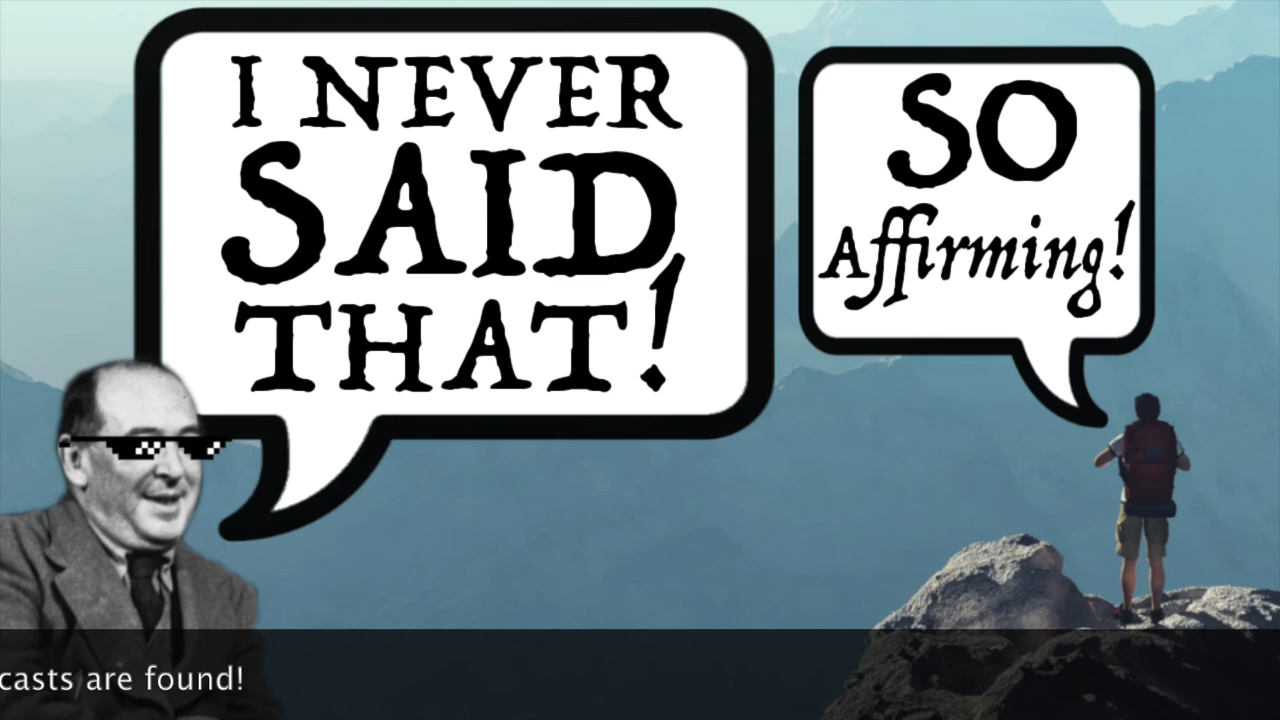 I NEVER
SAID
THAT!
SO
Affirming!
casts are found!